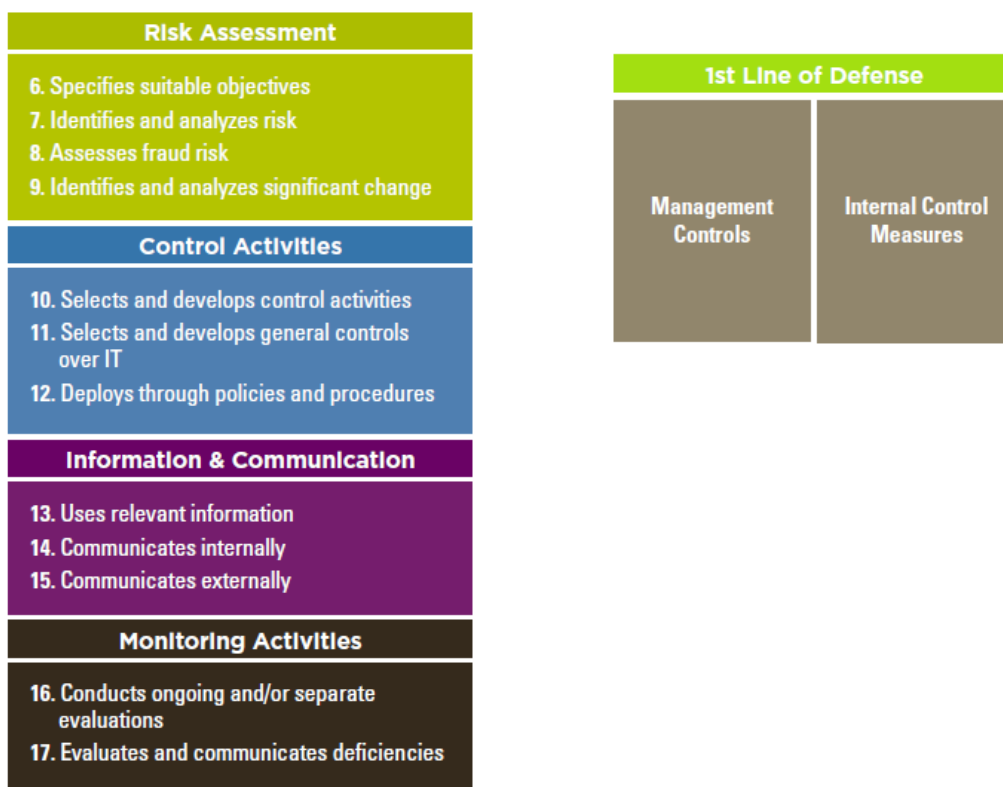 Risk Assessment
6. Specifies suitable objectives
7. Identifies and analyzes risk
8. Assesses fraud risk
9. Identifies and analyzes significant change
Control Activities
10. Selects and develops control activities
11. Selects and develops general controls
over IT
12. Deploys through policies and procedures
Information & Communication
13. Uses relevant information
14. Communicates internally
15. Communicates externally
Monitoring Activities
16. Conducts ongoing and/or separate
evaluations
17. Evaluates and communicates deficiencies
1st Line of Defense
Management
Controls
Internal Control
Measures